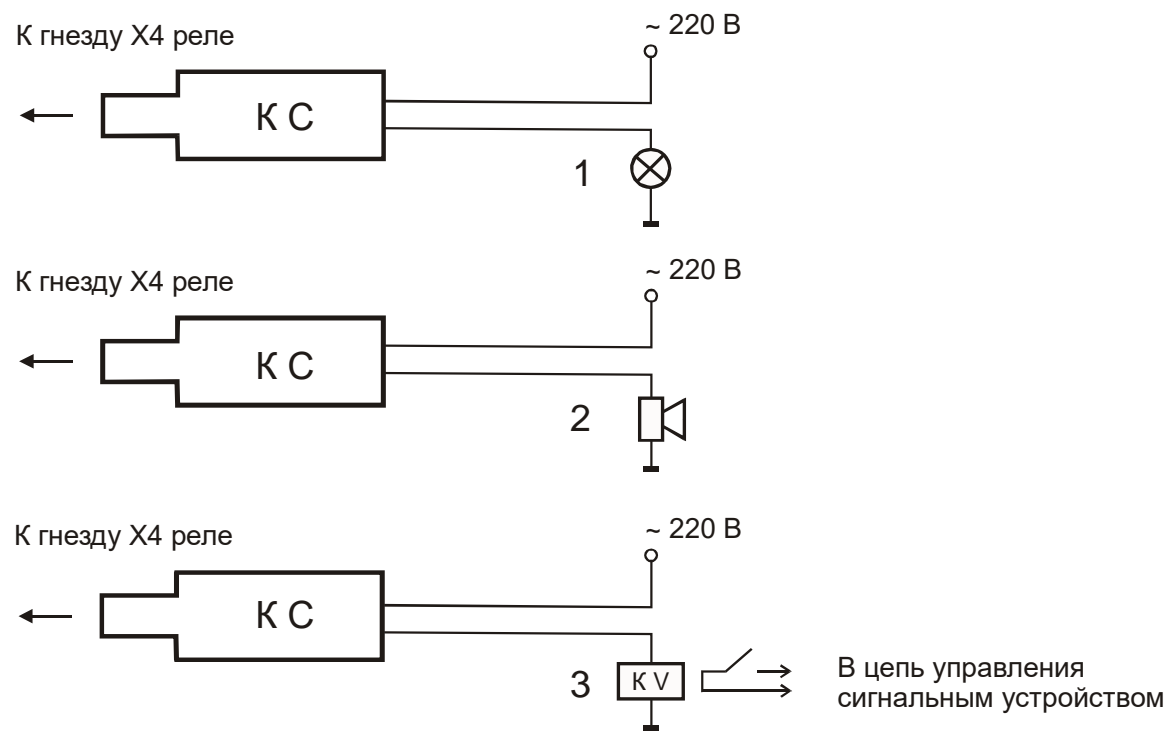 К гнезду Х4 реле
~ 220 В
К С
1
К гнезду Х4 реле
~ 220 В
К С
2
К гнезду Х4 реле
~ 220 В
К С
3
К V
В цепь управления
сигнальным устройством